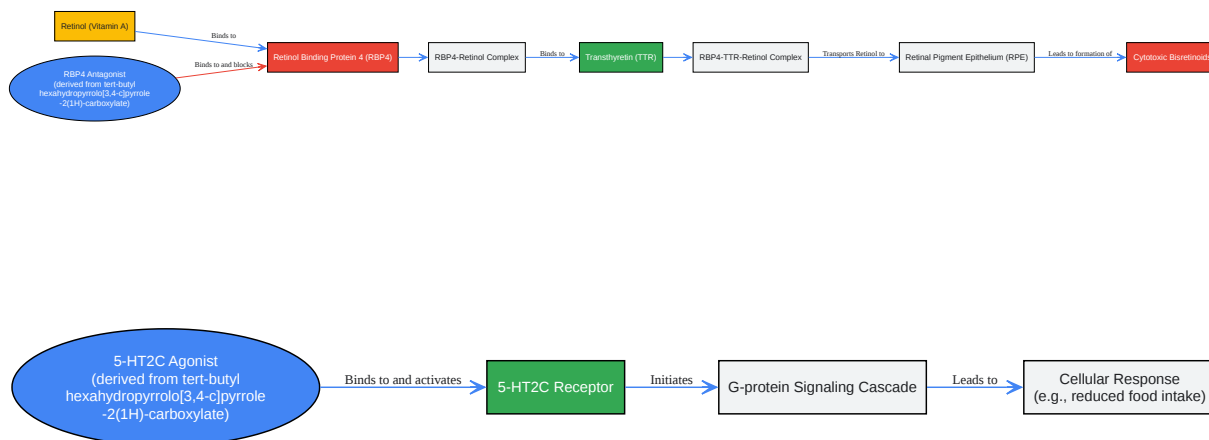 Retinol (Vitamin A)
Binds to
RBP4 Antagonist
(derived from tert-butyl
hexahydropyrrolo[3,4-c]pyrrole
-2(1H)-carboxylate)
Binds to and blocks
Retinol Binding Protein 4 (RBP4)
RBP4-Retinol Complex
Binds to
Transthyretin (TTR)
RBP4-TTR-Retinol Complex
Transports Retinol to
Retinal Pigment Epithelium (RPE)
Leads to formation of
Cytotoxic Bisretinoids
5-HT2C Agonist
(derived from tert-butyl
hexahydropyrrolo[3,4-c]pyrrole
-2(1H)-carboxylate)
Binds to and activates
5-HT2C Receptor
Initiates
G-protein Signaling Cascade
Leads to
Cellular Response
(e.g., reduced food intake)